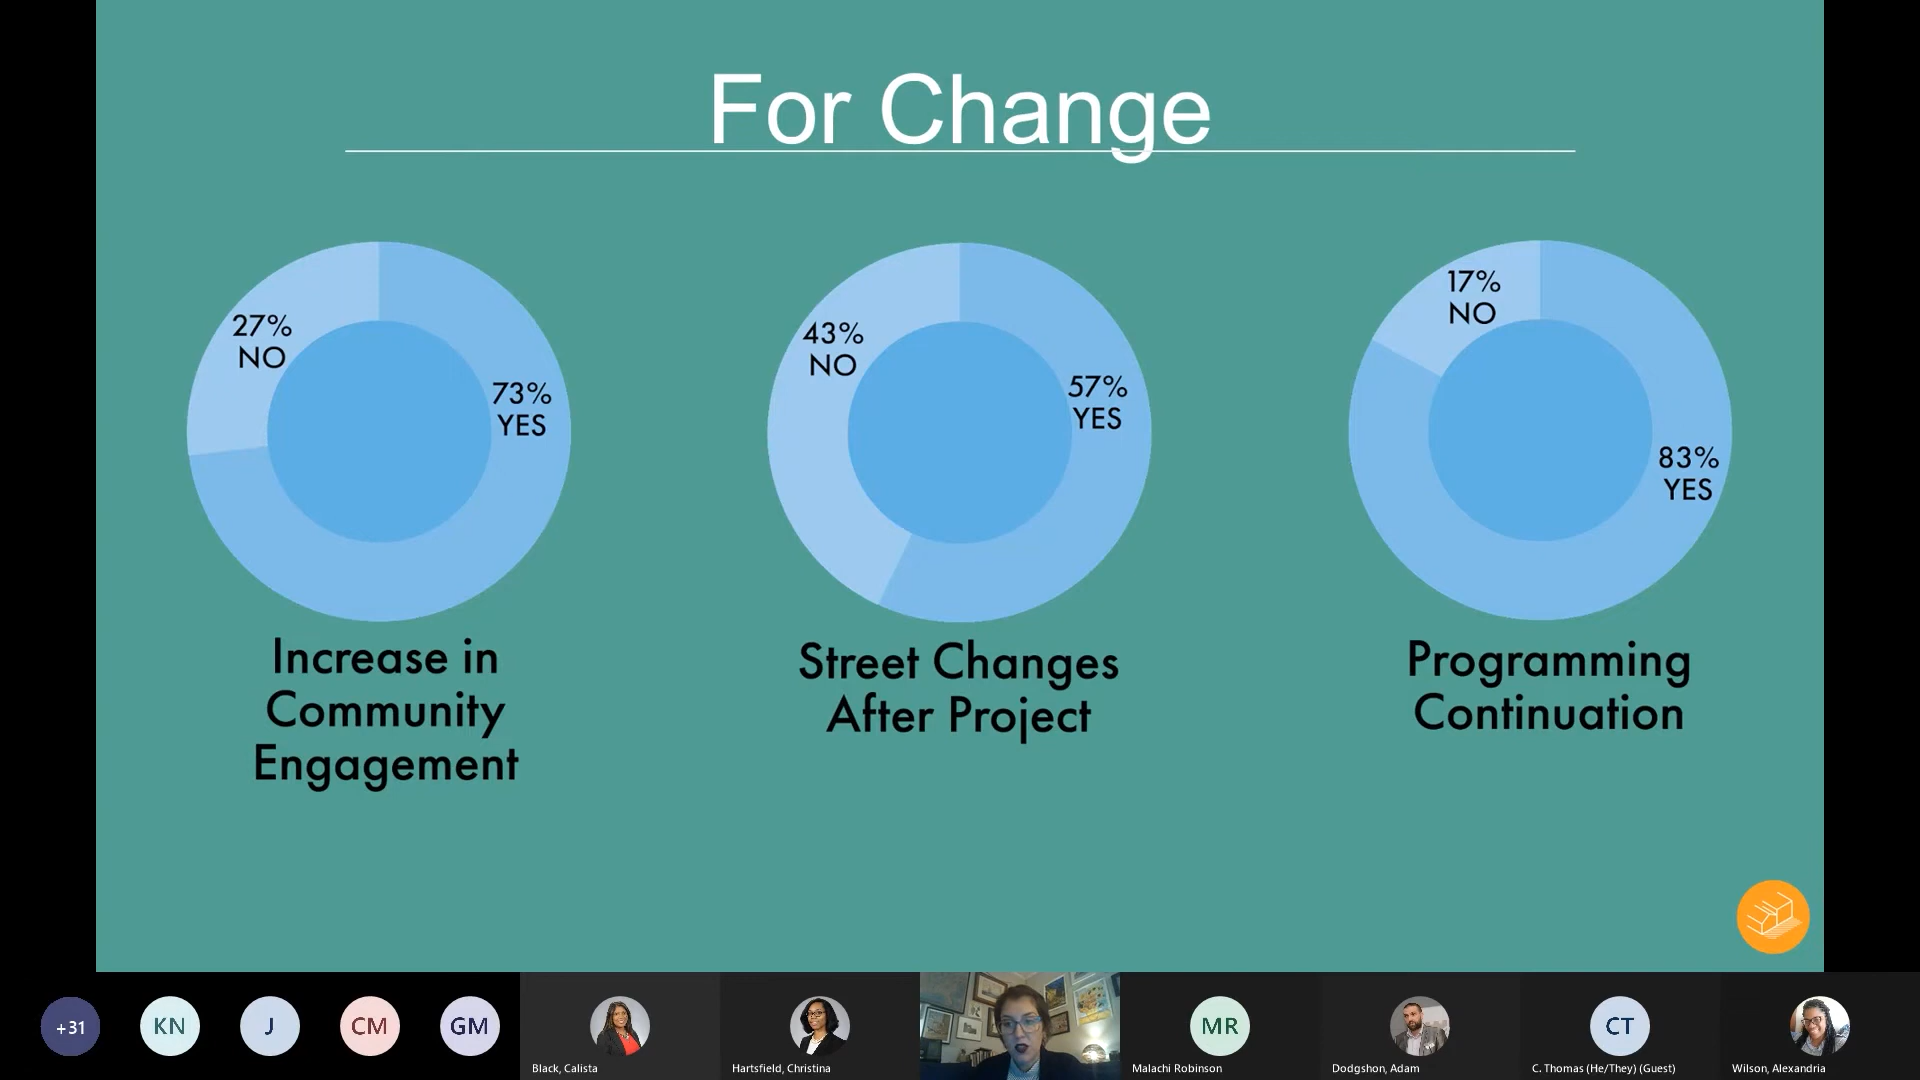 For Change
27%
NO
73%
YES
Increase in
Community
Engagement
43%
NO
57%
YES
Street Changes
After Project
17%
NO
83%
YES
Programming
Continuation
+31
KN
J
CM
GM
Black, Calista
Hartsfield, Christina
MR
Malachi Robinson
Dodgshon, Adam
CT
C. Thomas (He/They) (Guest)
Wilson, Alexandria